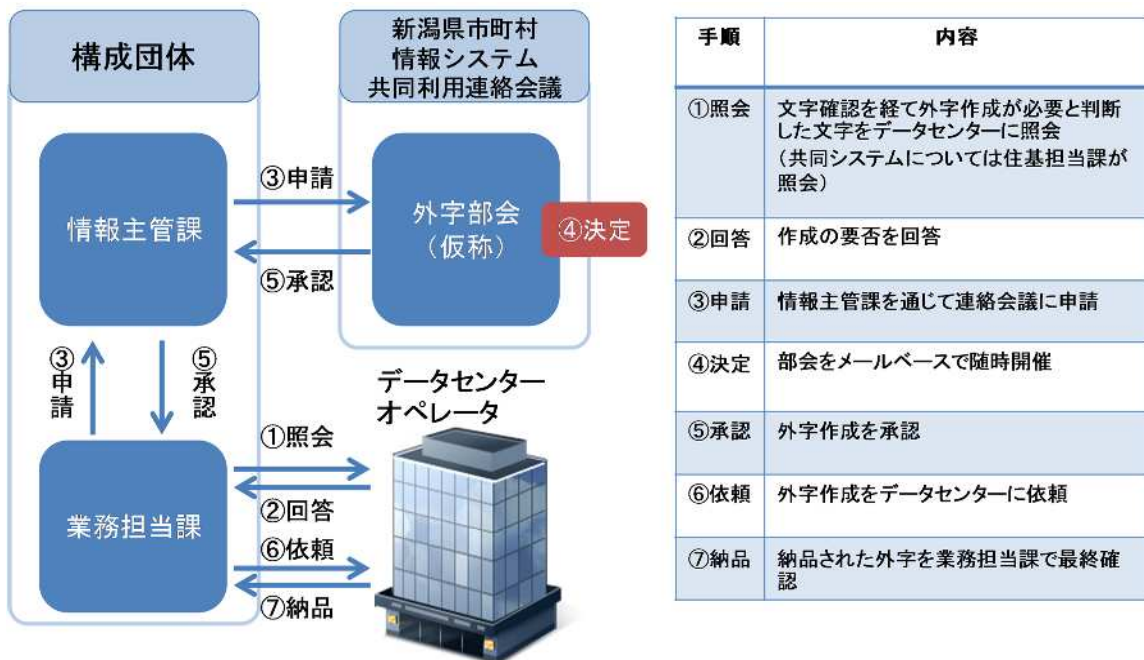 構成団体
新潟県市町村
情報システム
共同利用連絡会議
情報主管課
③申請
⑤承認
外字部会
(仮称)
④決定
③申請
⑤承認
業務担当課
データセンター
オペレータ
①照会
②回答
⑥依頼
⑦納品
手順 内容
①照会 文字確認を経て外字作成が必要と判断
した文字をデータセンターに照会
(共同システムについては住基担当課が
照会)
②回答 作成の要否を回答
③申請 情報主管課を通じて連絡会議に申請
④決定 部会をメールベースで随時開催
⑤承認 外字作成を承認
⑥依頼 外字作成をデータセンターに依頼
⑦納品 納品された外字を業務担当課で最終確
認